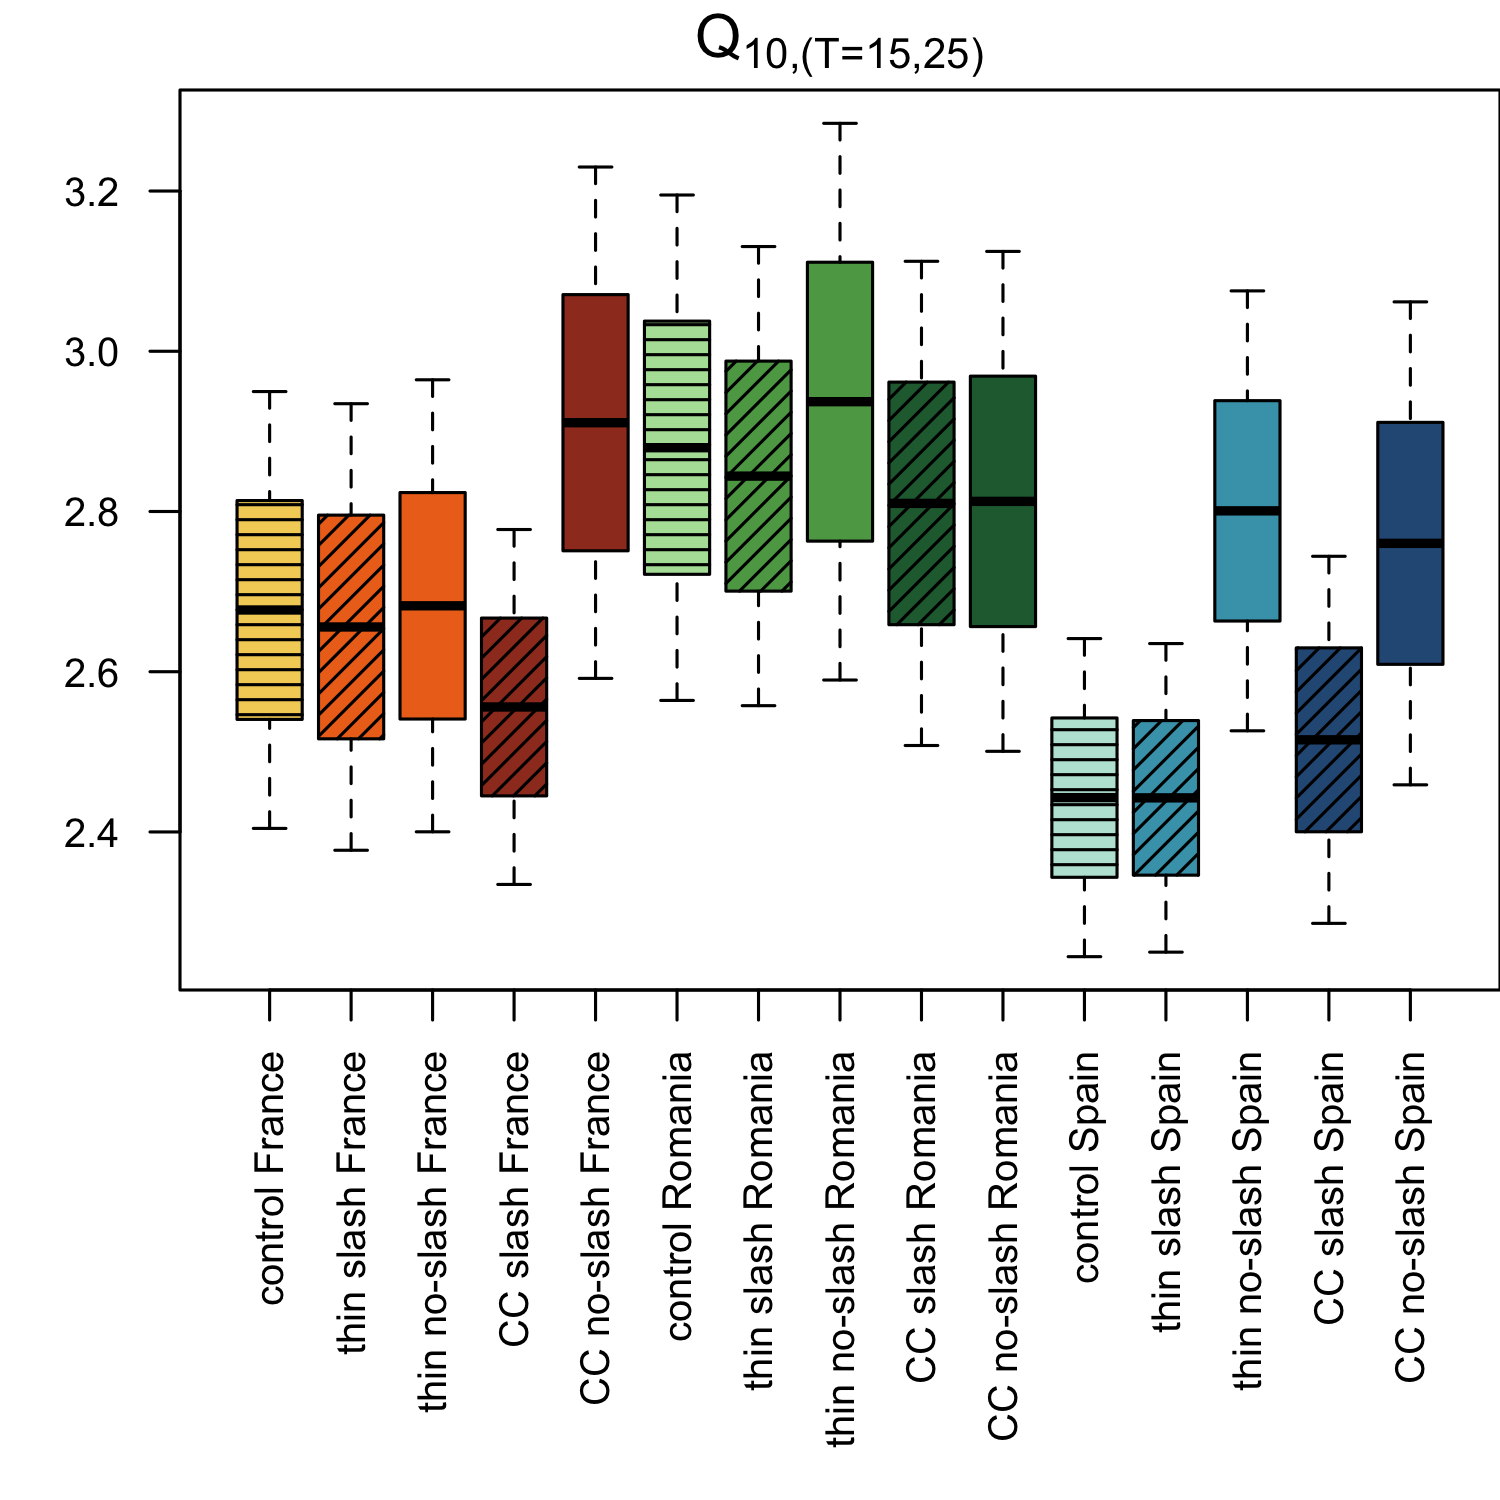 Q10,(T=15,25)
3.2
3.0
2.8
2.6
2.4
control France
thin slash France
thin no-slash France
CC slash France
CC no-slash France
control Romania
thin slash Romania
thin no-slash Romania
CC slash Romania
CC no-slash Romania
control Spain
thin slash Spain
thin no-slash Spain
CC slash Spain
CC no-slash Spain